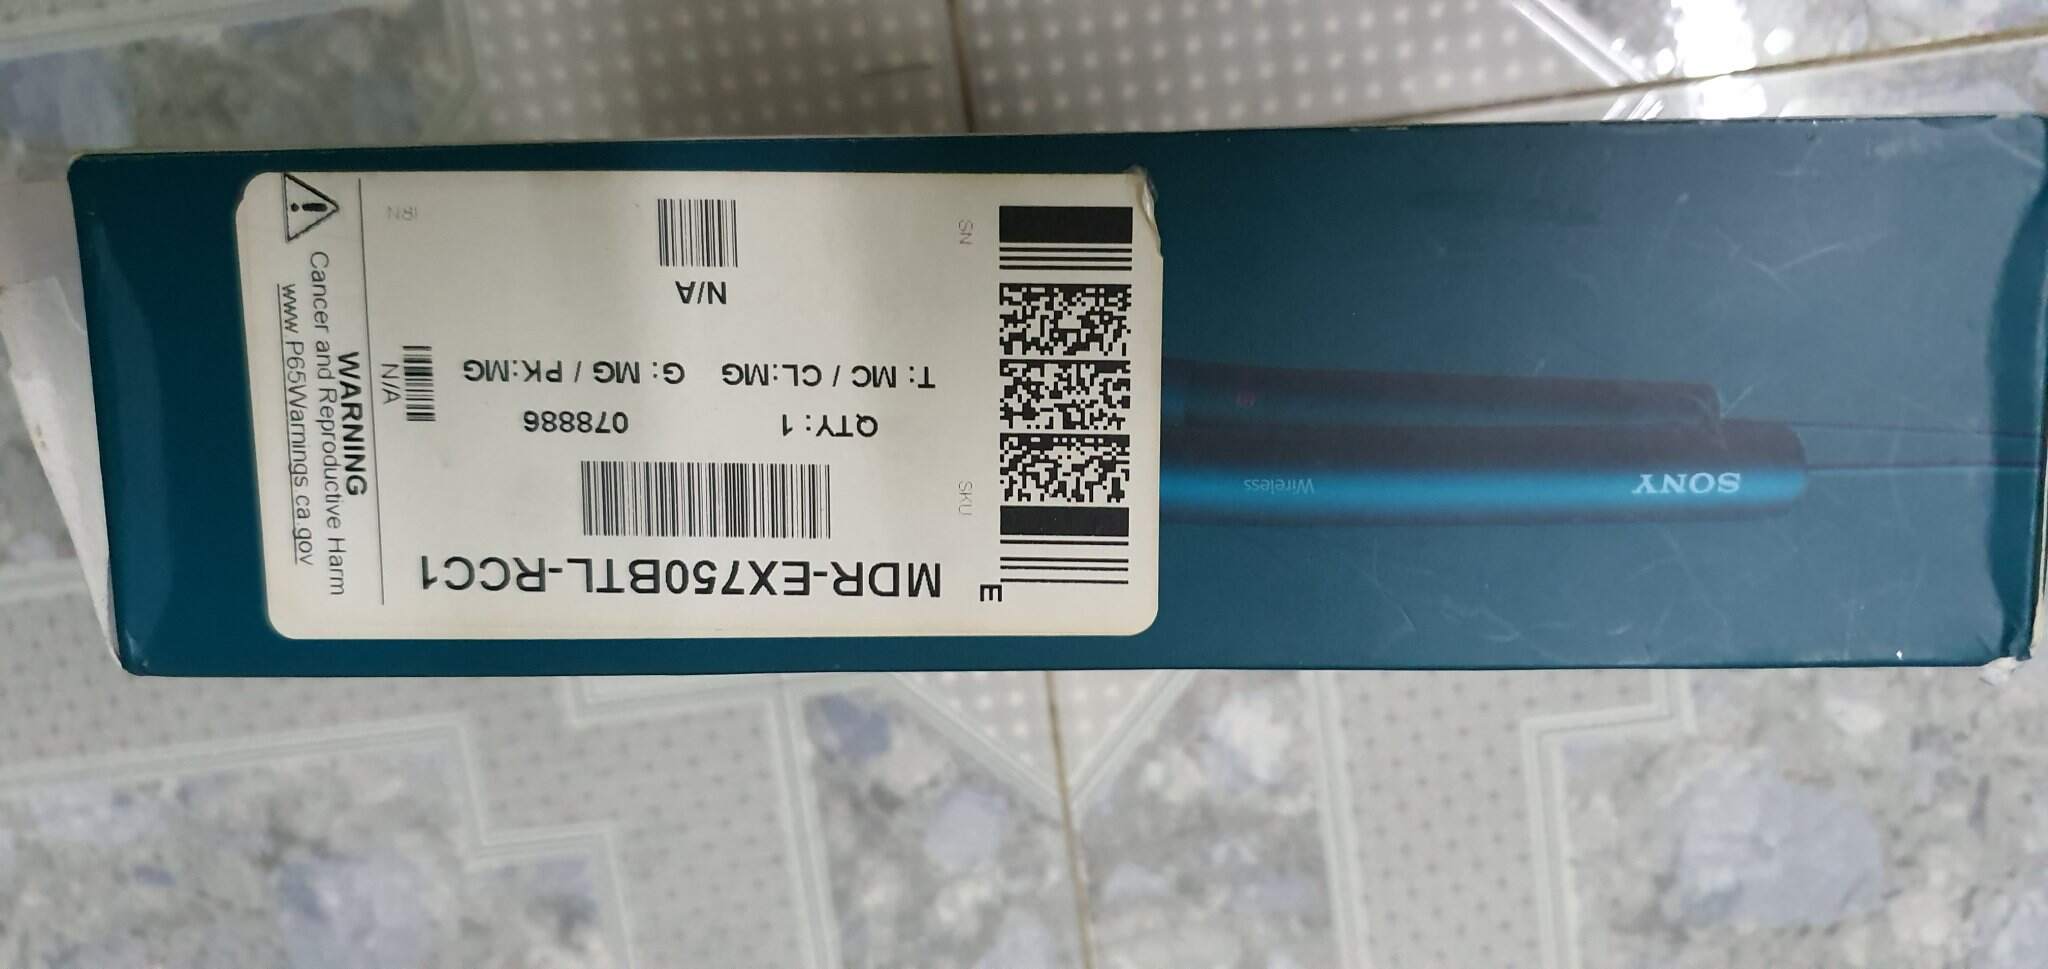 E
MDR-EX750BTL-RCC1
SKU
QTY: 1 078886
T: MC / CL:MG G: MG / PK:MG
N/A
SN
N/A
WARNING
Cancer and Reproductive Harm
www.P65Warnings.ca.gov
SONY
Wireless